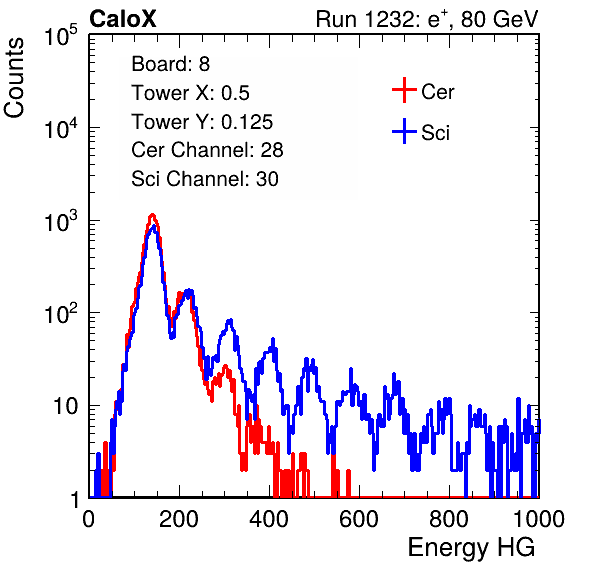 CaloX Run 1232: e⁺, 80 GeV
Counts
10⁵
10⁴
10³
10²
10
1
Board: 8
Tower X: 0.5
Tower Y: 0.125
Cer Channel: 28
Sci Channel: 30
Cer
Sci
0 200 400 600 800 1000
Energy HG